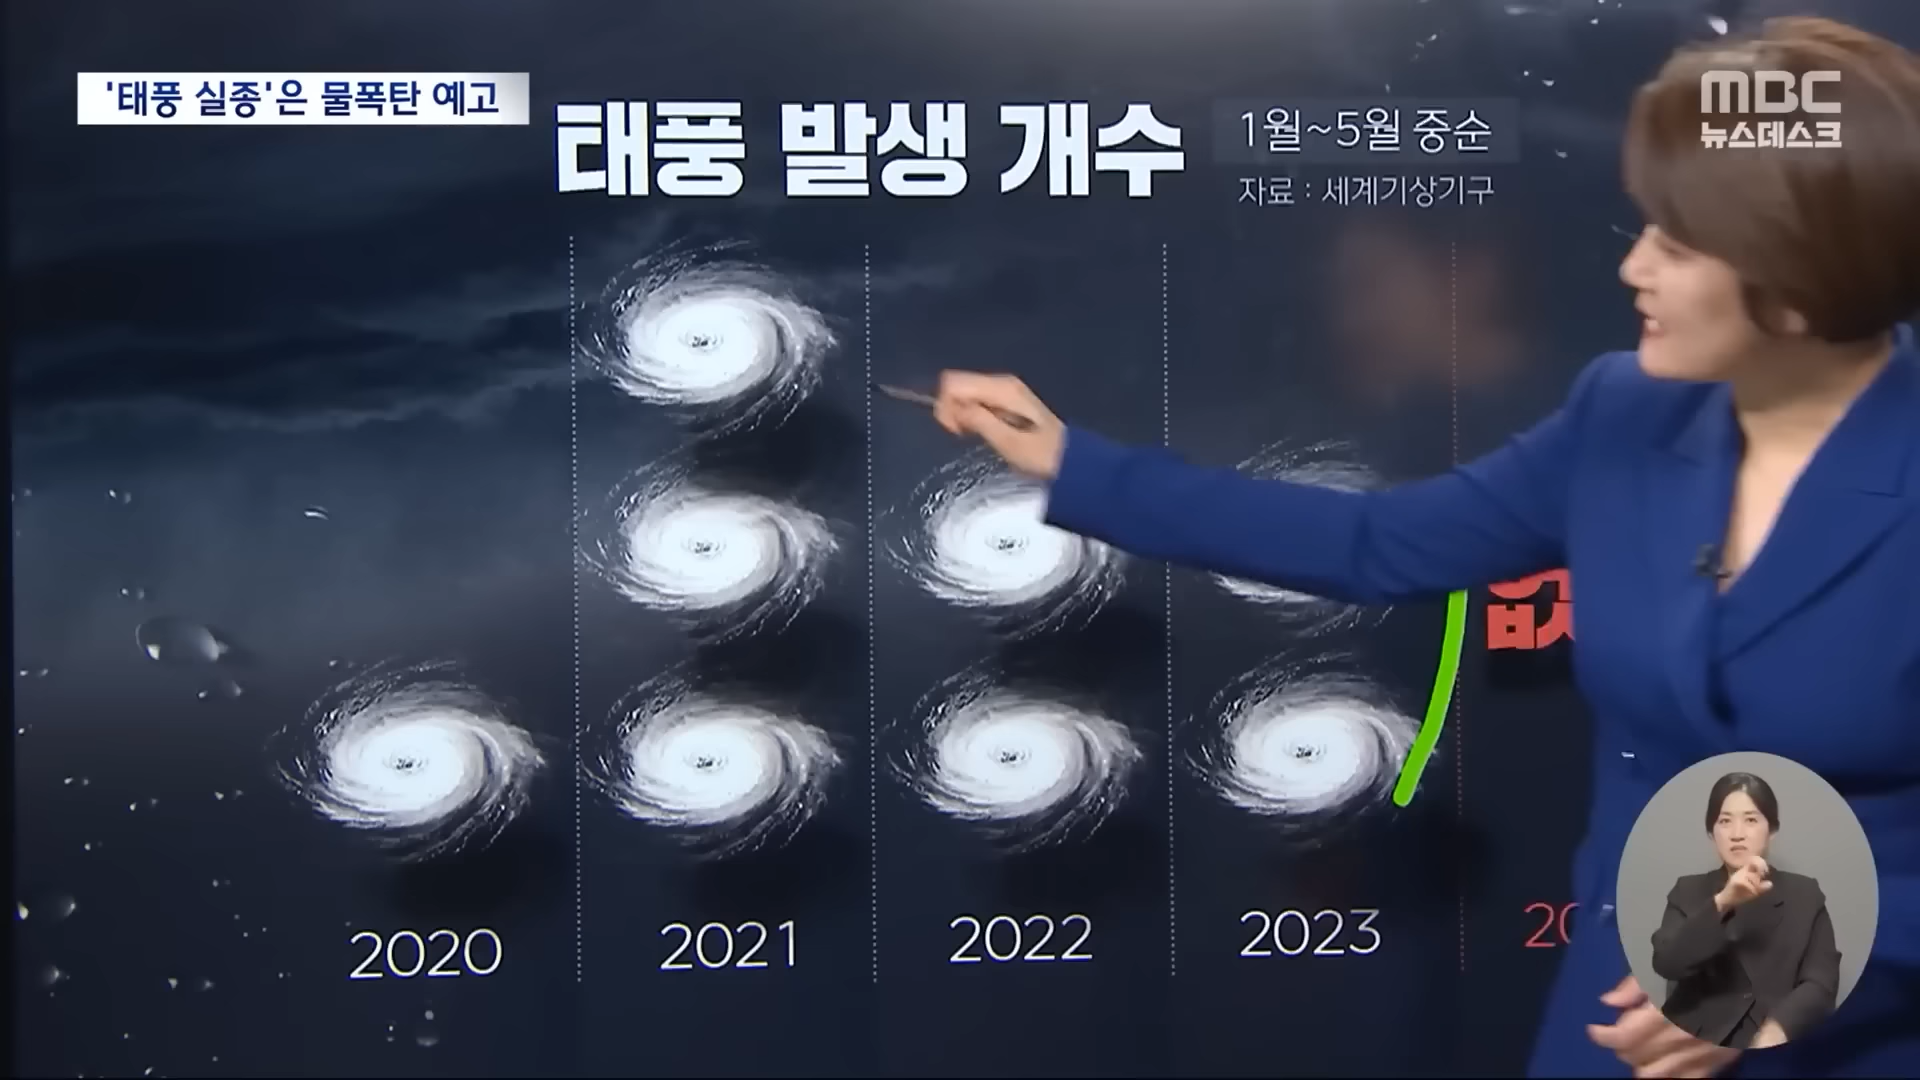 '태풍 실종'은 물폭탄 예고
태풍 발생 개수
1월~5월 중순
자료 : 세계기상기구
MBC
뉴스데스크
2020
2021
2022
2023